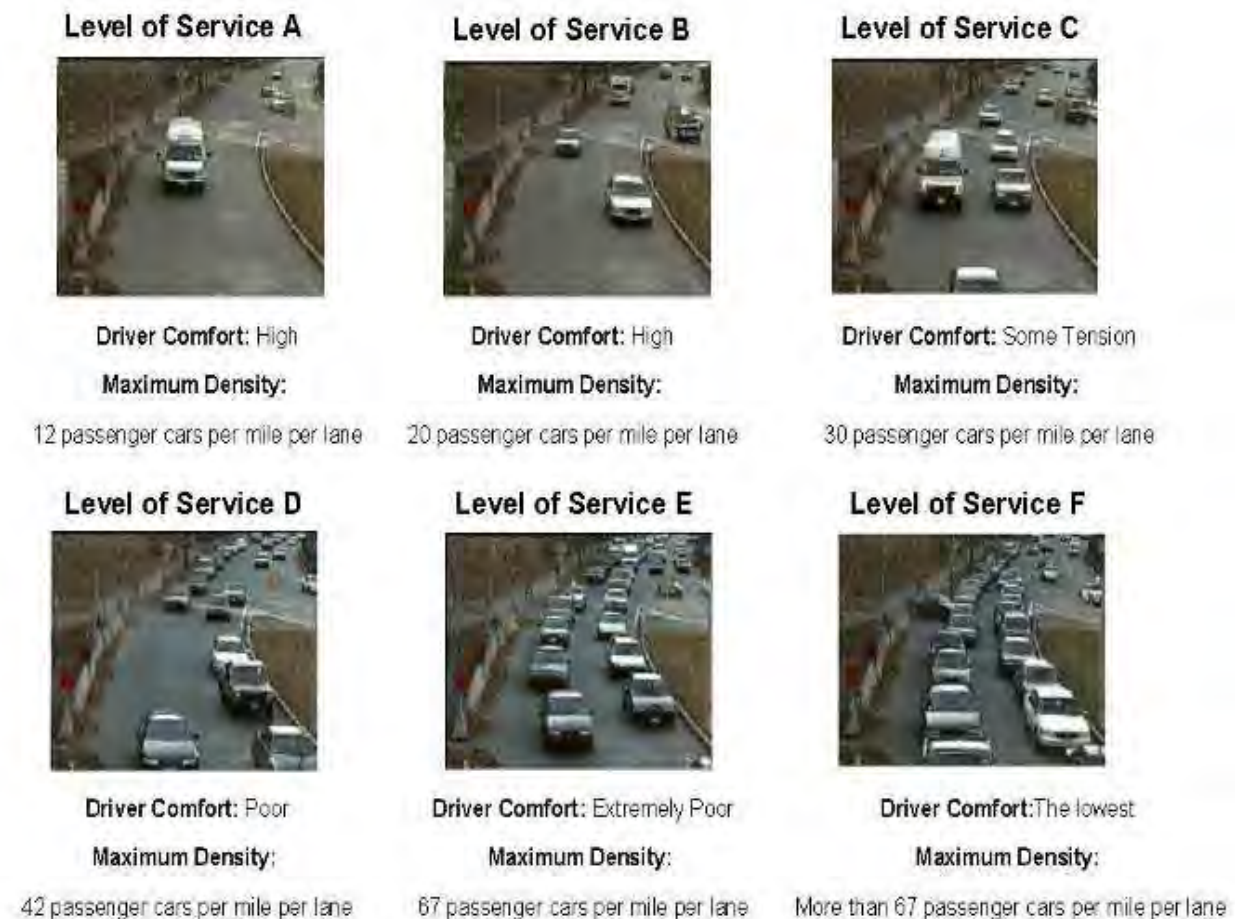 Level of Service A
Level of Service B
Level of Service C
Driver Comfort: High
Driver Comfort: High
Driver Comfort: Some Tension
Maximum Density:
Maximum Density:
Maximum Density:
12 passenger cars per mile per lane
20 passenger cars per mile per lane
30 passenger cars per mile per lane
Level of Service D
Level of Service E
Level of Service F
Driver Comfort: Poor
Driver Comfort: Extremely Poor
Driver Comfort:The lowest
Maximum Density:
Maximum Density:
Maximum Density:
42 passenger cars per mile per lane
67 passenger cars per mile per lane
More than 67 passenger cars per mile per lane